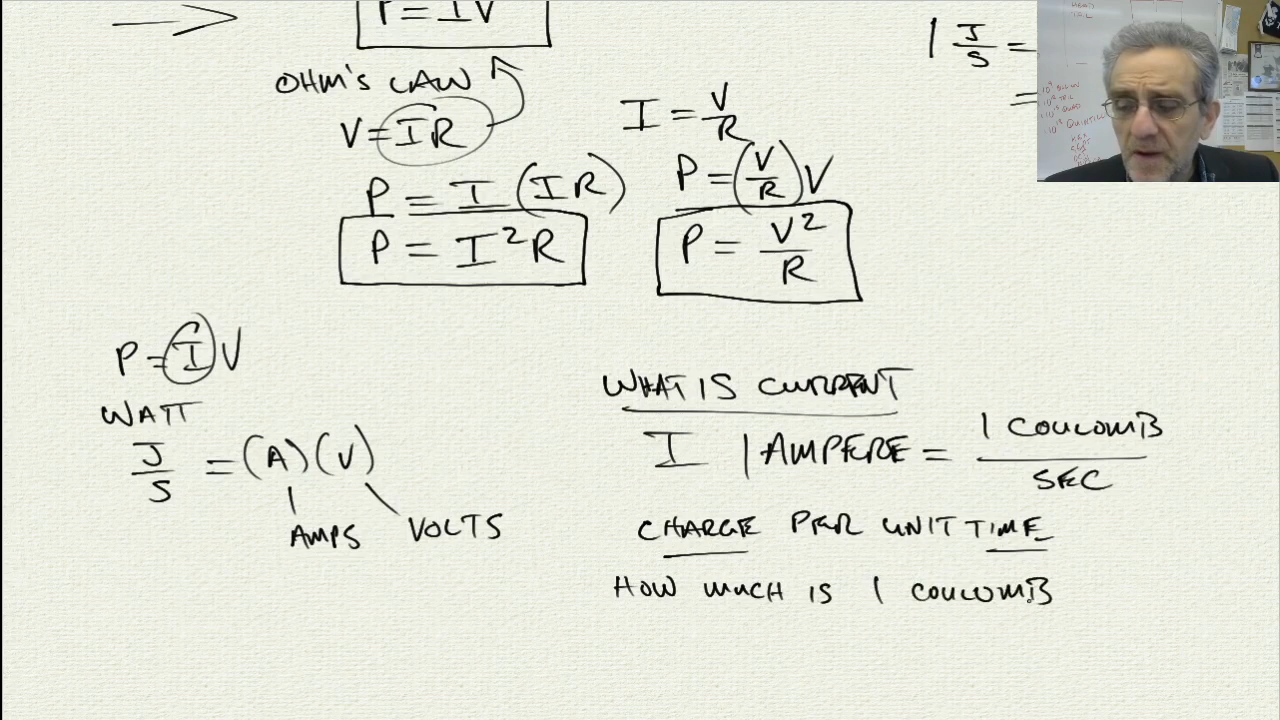 P = IV
1 J/S =
=
OHM'S LAW
V = IR
I = V/R
P = I (IR)
P = (V/R) V
P = I²R
P = V²/R
P = IV
WATT
J/S = (A)(V)
AMPS VOLTS
WHAT IS CURRENT
I 1 AMPERE = 1 COULOMB / SEC
CHARGE PER UNIT TIME
HOW MUCH IS 1 COULOMB